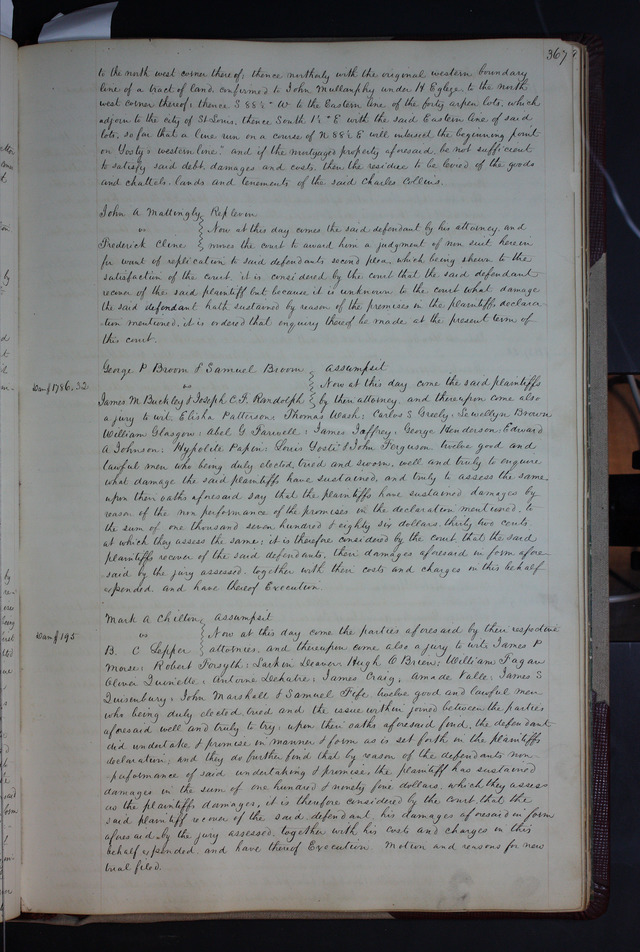 367
to the north west corner thereof; thence northerly with the original western boundary
line of a tract of land confirmed to John Mullanphy under H Eglize to the north
west corner thereof; thence S 88½° W to the Eastern line of the forty arpen lots, which
adjoin to the city of St Louis, thence South 1½° E with the said Eastern line of said
lots, so far that a line run on a course of N 88½ E will intersect the beginning point
on Yosty's western line." and if the mortgaged property aforesaid, be not sufficient
to satisfy said debt, damages and costs, then the residue to be levied of the goods
and chattels, lands and tenements of the said Charles Collins.
John A Mattingly Replevin
vs Now at this day comes the said defendant by his attorney and
Frederick Cline moves the court to award him a judgment of non suit herein
for want of replication to said defendants second plea, which being shewn to the
satisfaction of the court, it is considered by the court that the said defendant
recover of the said plaintiff but because it is unknown to the court what damage
the said defendant hath sustained by reason of the premises in the plaintiffs declara-
tion mentioned, it is ordered that enquiry thereof be made at the present term of
this court.
George P Broom & Samuel Broom Assumpsit
Dam $1786,32 vs Now at this day come the said plaintiffs
James M Buckley & Joseph C.F. Randolph by their attorney, and thereupon come also
a jury to wit, Elisha Patterson, Thomas Wash, Carlos S Greely, Lewellyn Brown
William Glasgow, Abel G. Farwell, James Jaffrey, George Henderson, Edward
A Johnson, Hypolite Papin, Louis Yosti & John Ferguson twelve good and
lawful men who being duly elected, tried and sworn, well and truly to enquire
what damage the said plaintiffs have sustained, and truly to assess the same
upon their oaths aforesaid say that the plaintiffs have sustained damages by
reason of the non performance of the promises in the declaration mentioned, to
the sum of one thousand seven hundred & eighty six dollars, thirty two cents,
at which they assess the same; it is therefore considered by the court, that the said
plaintiffs recover of the said defendants, their damages aforesaid in form afore-
said by the jury assessed, together with their costs and charges in this behalf
expended, and have thereof Execution.
Mark A Chilton Assumpsit
Dam $195 vs Now at this day come the parties aforesaid by their respective
B. C Lepper attornies, and thereupon come also a jury to wit, James P
Morse, Robert Forsyth, Larkin Deaver, Hugh O Brien, William Fagan
Oliver Quinette, Antoine Lechatre, James Craig, Amade Valle, James S
Quisenbury, John Marshall & Samuel Fife twelve good and lawful men
who being duly elected, tried and the issue within joined between the parties
aforesaid well and truly to try, upon their oaths aforesaid find, the defendant
did undertake & promise in manner & form as is set forth in the plaintiffs
declaration, and they do further find that by reason of the defendants non-
performance of said undertaking & promise, the plaintiff has sustained
damages in the sum of one hundred & ninety five dollars, which they assess
as the plaintiffs damages, it is therefore considered by the court, that the
said plaintiff recover of the said defendant, his damages aforesaid in form
aforesaid by the jury assessed, together with his costs and charges in this
behalf expended, and have thereof Execution. Motion and reasons for new
trial filed.